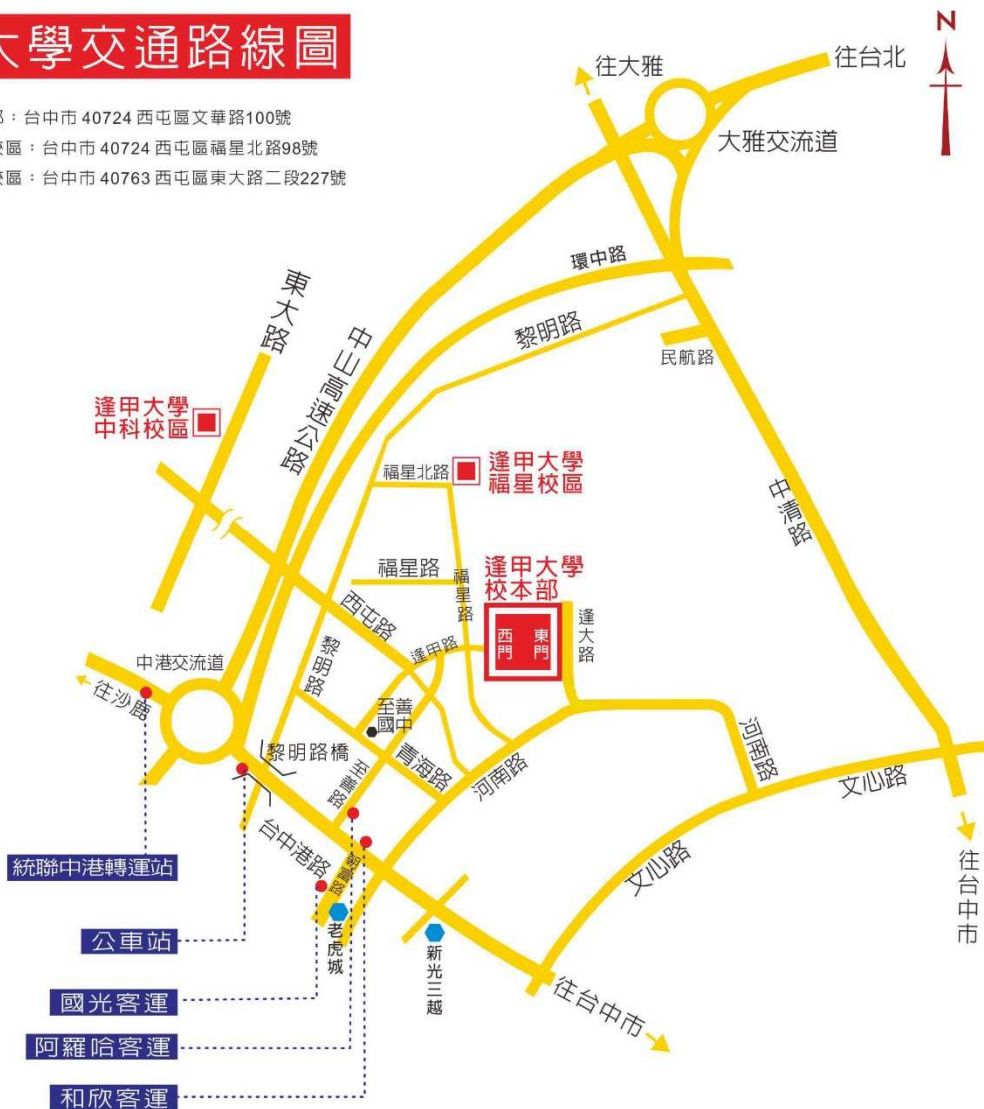 大學交通路線圖
：台中市 40724 西屯區文華路100號
區：台中市 40724 西屯區福星北路98號
區：台中市 40763 西屯區東大路二段227號
N
往大雅
往台北
大雅交流道
環中路
東大路
黎明路
民航路
中山高速公路
逢甲大學
中科校區
福星北路
逢甲大學
福星校區
中清路
福星路
福星路
逢甲大學
校本部
西門
東門
逢大路
西屯路
逢甲路
黎明路
中港交流道
往沙鹿
至善
國中
黎明路橋
青海路
河南路
河南路
至善路
文心路
文心路
台中港路
朝富路
往台中市
統聯中港轉運站
公車站
老虎城
新光三越
國光客運
往台中市
阿羅哈客運
和欣客運